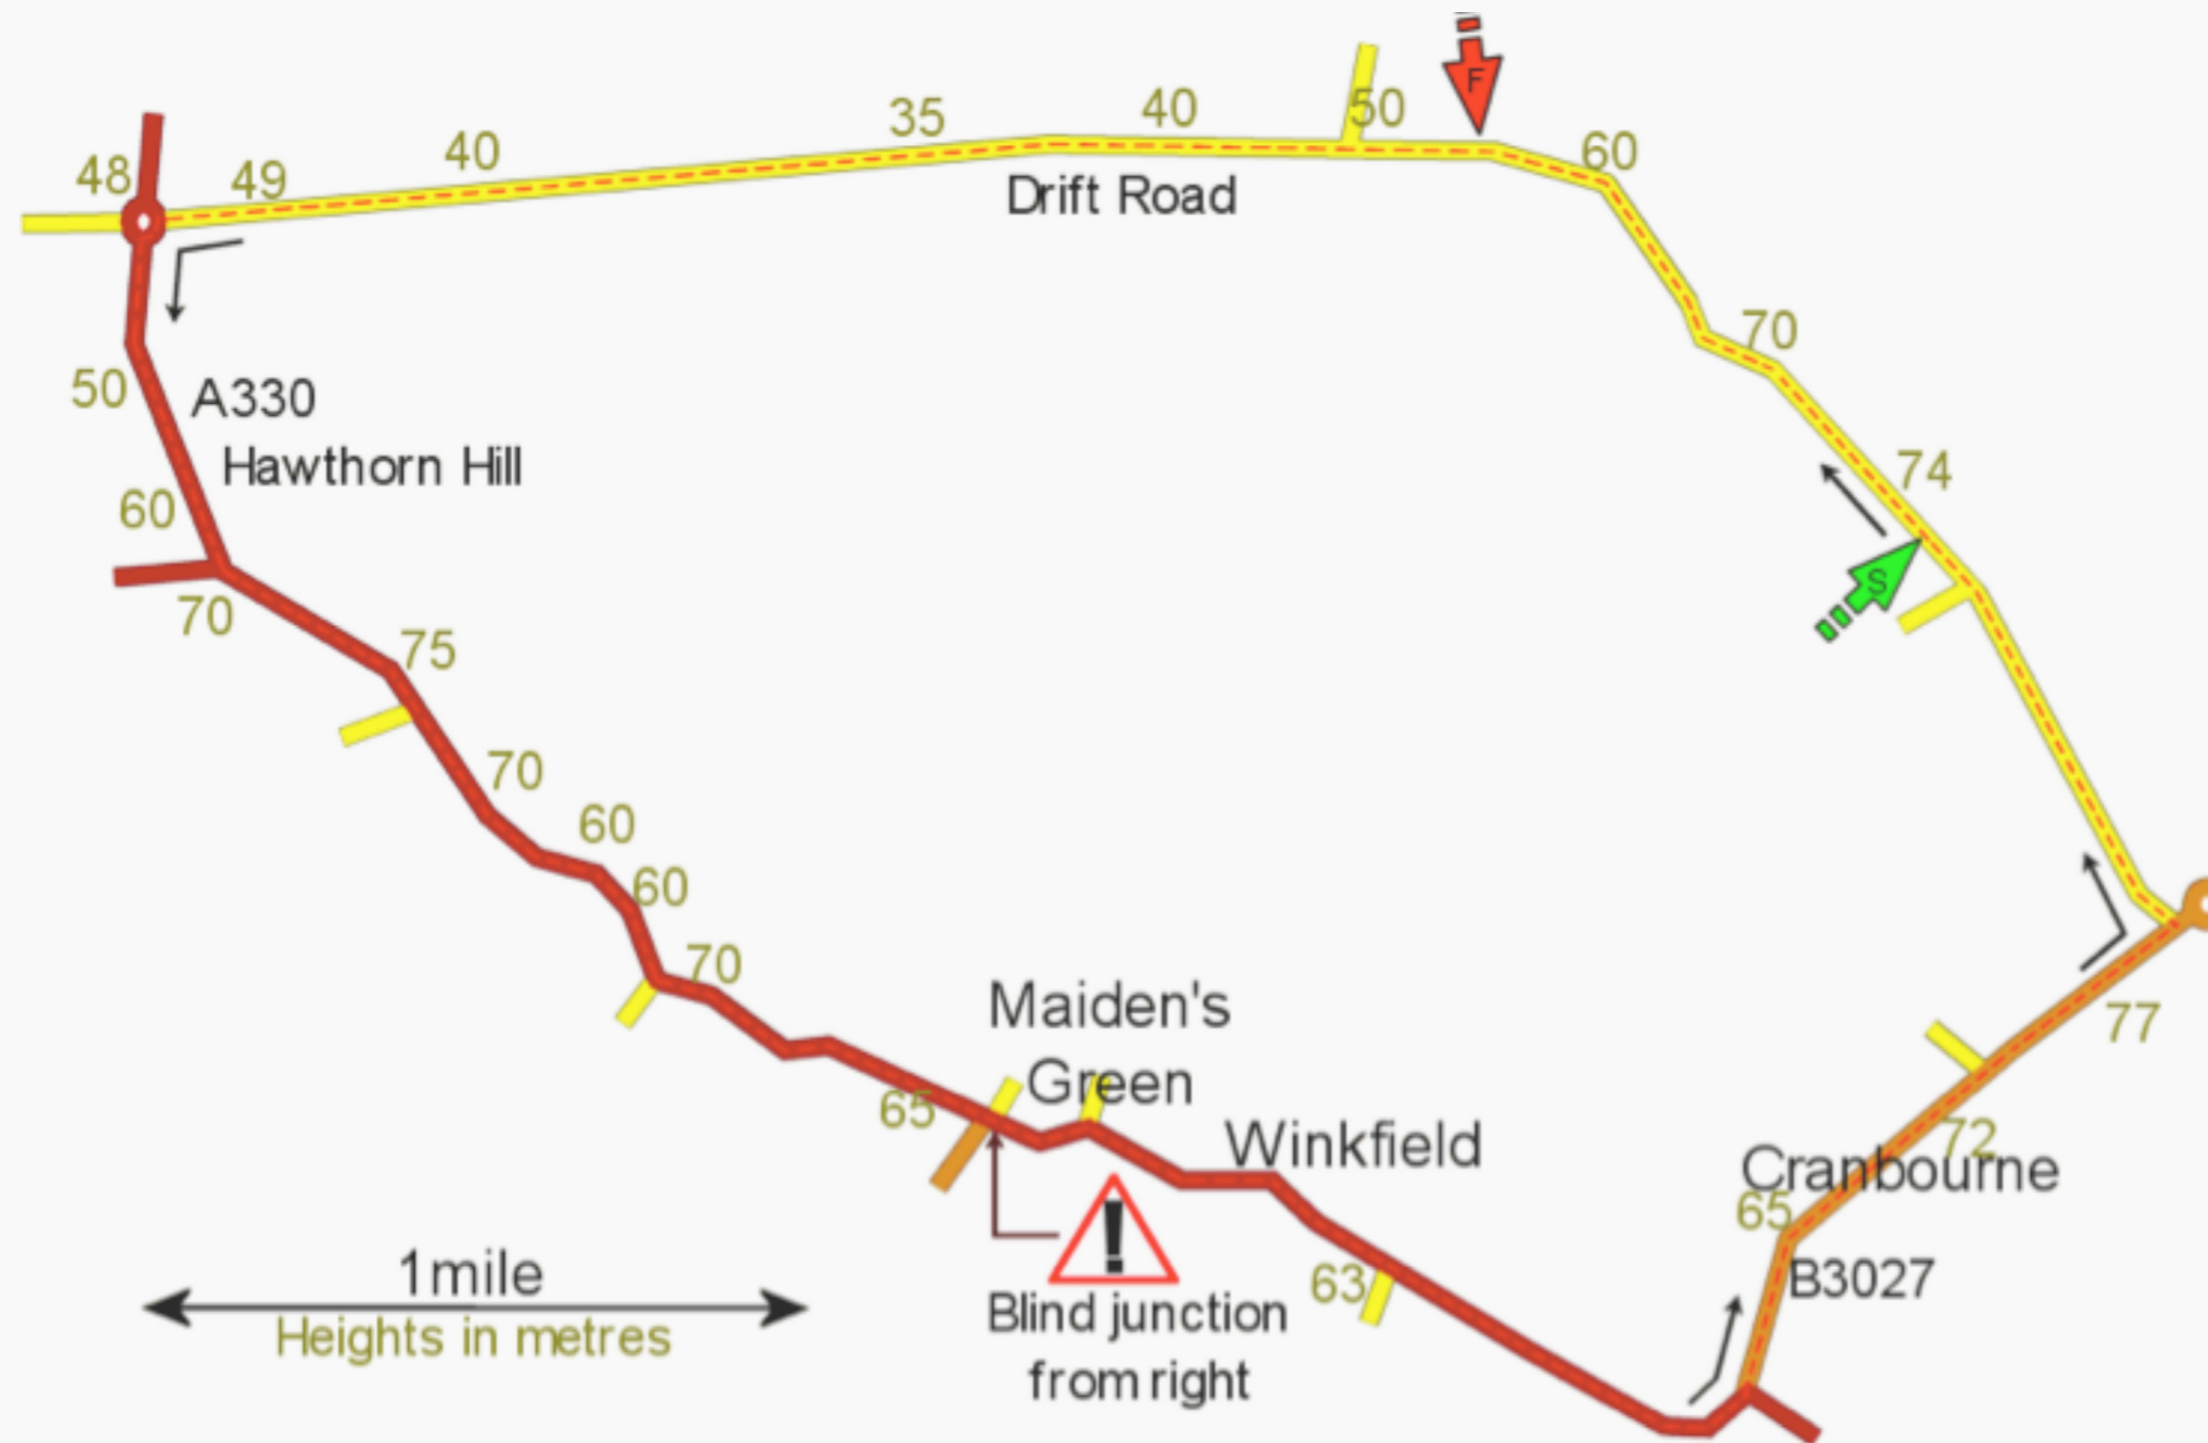 F
50
40
35
60
40
48
49
Drift Road
70
50
A330
74
Hawthorn Hill
60
S
70
75
70
60
60
70
Maiden's
Green
77
65
Winkfield
72
Cranbourne
65
!
1mile
63
B3027
Blind junction
from right
Heights in metres